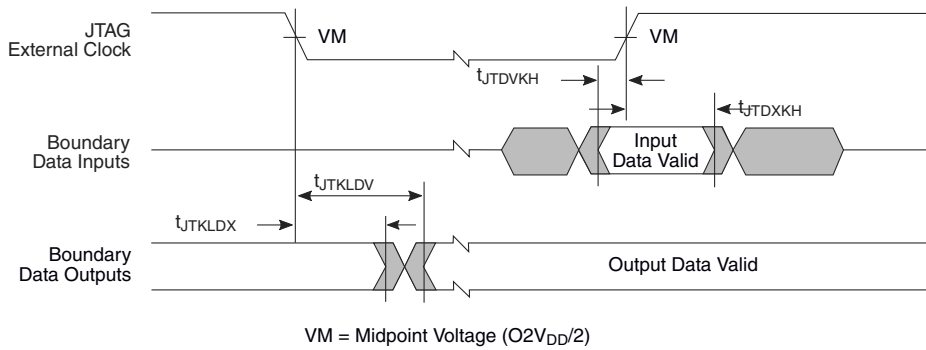 JTAG
External Clock
VM
VM
tJTDVKH
tJTDXKH
Boundary
Data Inputs
Input
Data Valid
tJTKLDV
tJTKLDX
Boundary
Data Outputs
Output Data Valid
VM = Midpoint Voltage (O2VDD/2)